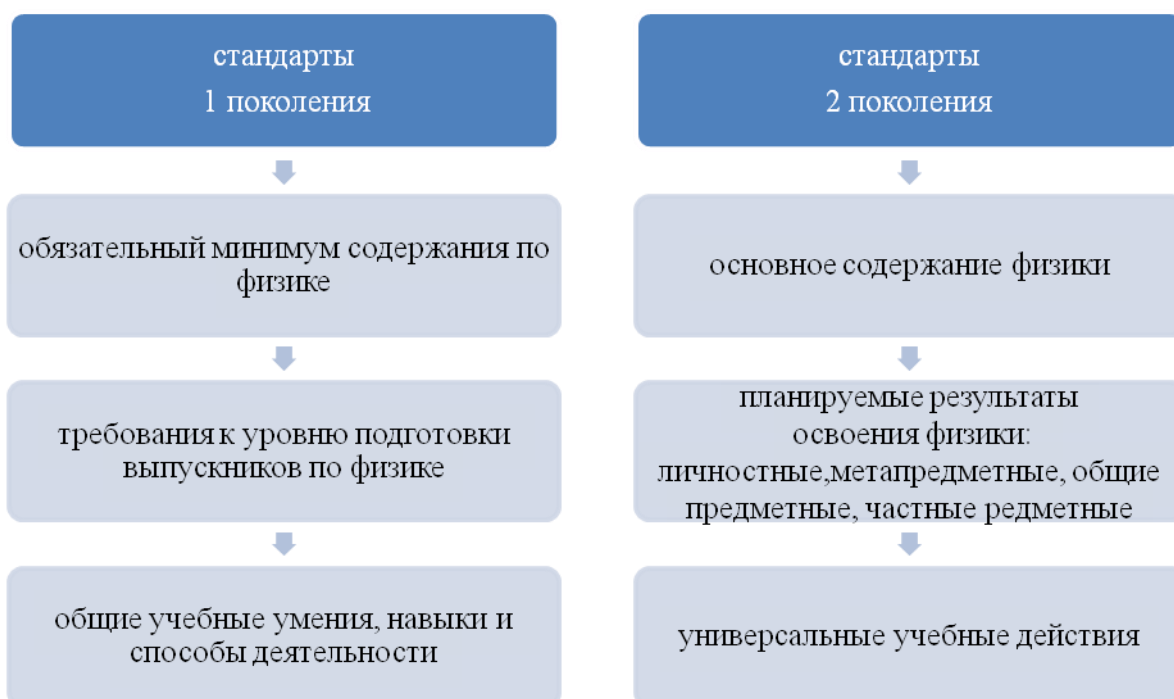 стандарты
1 поколения
обязательный минимум содержания по
физике
требования к уровню подготовки
выпускников по физике
общие учебные умения, навыки и
способы деятельности
стандарты
2 поколения
основное содержание физики
планируемые результаты
освоения физики:
личностные,метапредметные, общие
предметные, частные редметные
универсальные учебные действия